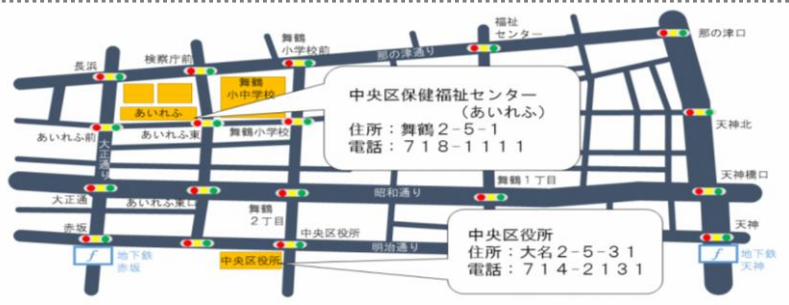 福祉
センター
那の津口
舞鶴
小学校前
那の津通り
検察庁前
長浜
舞鶴
小中学校
あいれふ
中央区保健福祉センター
（あいれふ）
住所：舞鶴２-５-１
電話：７１８-１１１１
天神北
あいれふ前
あいれふ東
舞鶴小学校
大正通り
天神橋口
舞鶴１丁目
昭和通り
大正通
あいれふ東口
舞鶴
２丁目
赤坂
中央区役所
明治通り
天神
中央区役所
住所：大名２-５-３１
電話：７１４-２１３１
中央区役所
地下鉄
赤坂
地下鉄
天神